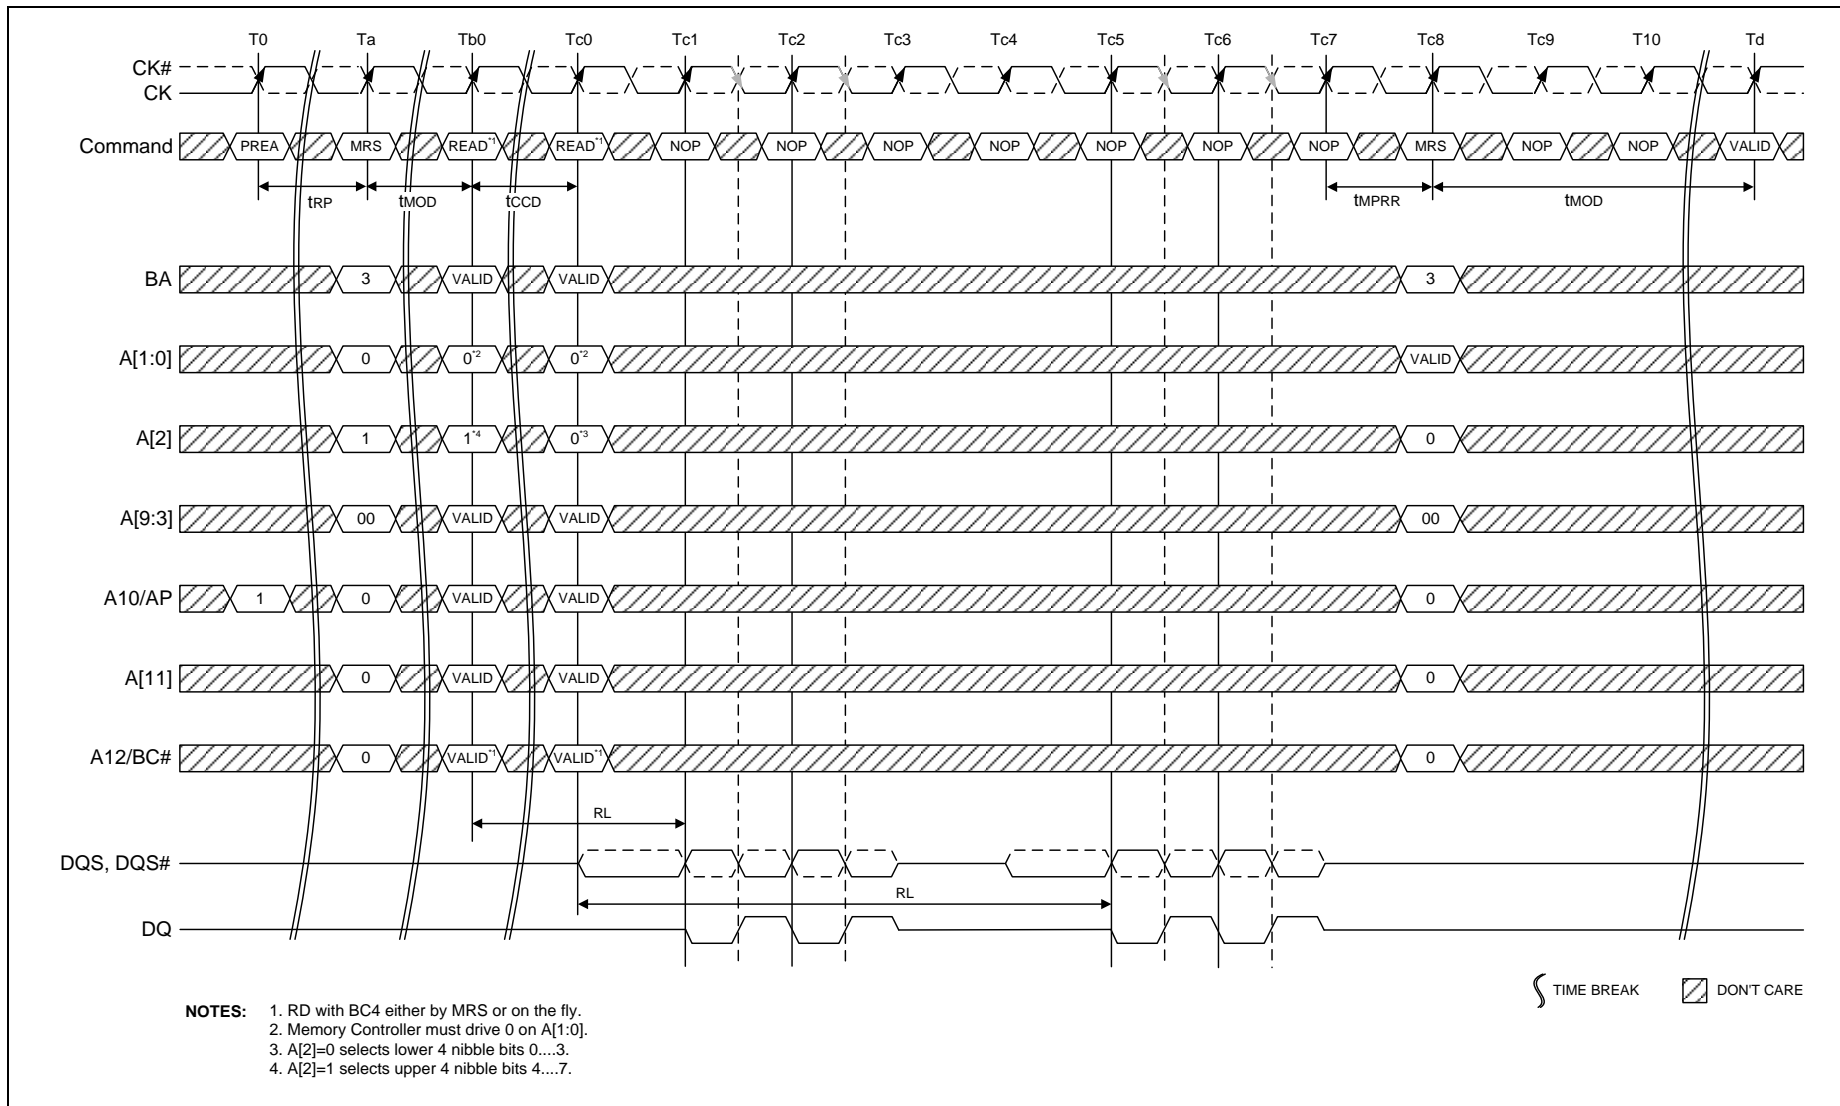 T0 Ta Tb0 Tc0 Tc1 Tc2 Tc3 Tc4 Tc5 Tc6 Tc7 Tc8 Tc9 T10 Td
CK#
CK
Command PREA MRS READ*1 READ*1 NOP NOP NOP NOP NOP NOP NOP MRS NOP NOP VALID
tRP tMOD tCCD tMPRR tMOD
BA 3 VALID VALID 3
A[1:0] 0 0*2 0*2 VALID
A[2] 1 1*4 0*3 0
A[9:3] 00 VALID VALID 00
A10/AP 1 0 VALID VALID 0
A[11] 0 VALID VALID 0
A12/BC# 0 VALID*1 VALID*1 0
RL
DQS, DQS#
RL
DQ
TIME BREAK DON'T CARE
NOTES: 1. RD with BC4 either by MRS or on the fly.
2. Memory Controller must drive 0 on A[1:0].
3. A[2]=0 selects lower 4 nibble bits 0....3.
4. A[2]=1 selects upper 4 nibble bits 4....7.